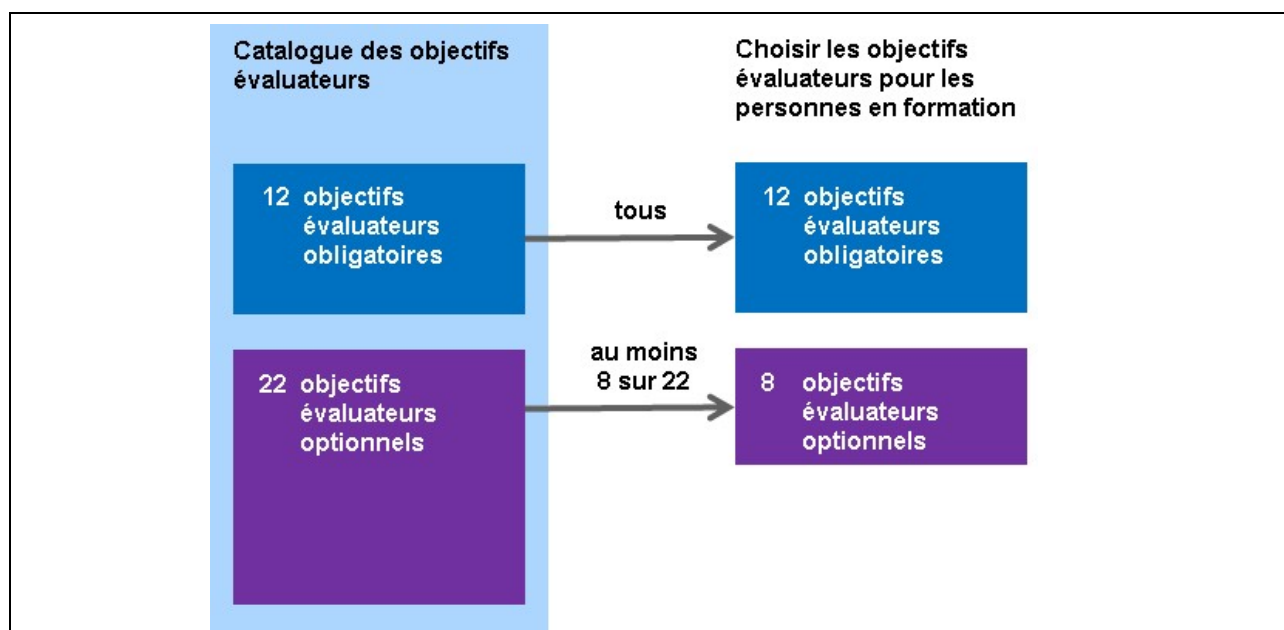 Catalogue des objectifs
évaluateurs
Choisir les objectifs
évaluateurs pour les
personnes en formation
12 objectifs
évaluateurs
obligatoires
tous
12 objectifs
évaluateurs
obligatoires
22 objectifs
évaluateurs
optionnels
au moins
8 sur 22
8 objectifs
évaluateurs
optionnels